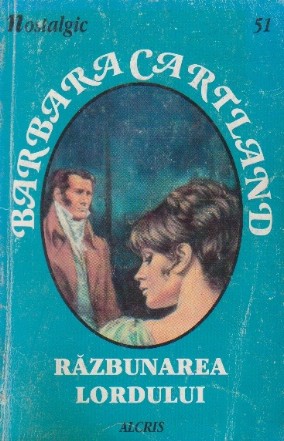 Nostalgic 51
BARBARA CARTLAND
RĂZBUNAREA
LORDULUI
ALCRIS